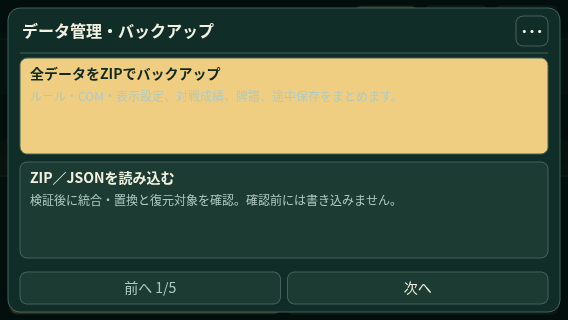 データ管理・バックアップ
…
全データをZIPでバックアップ
ルール・COM・表示設定、対戦成績、牌譜、途中保存をまとめます。
ZIP／JSONを読み込む
検証後に統合・置換と復元対象を確認。確認前には書き込みません。
前へ 1/5
次へ